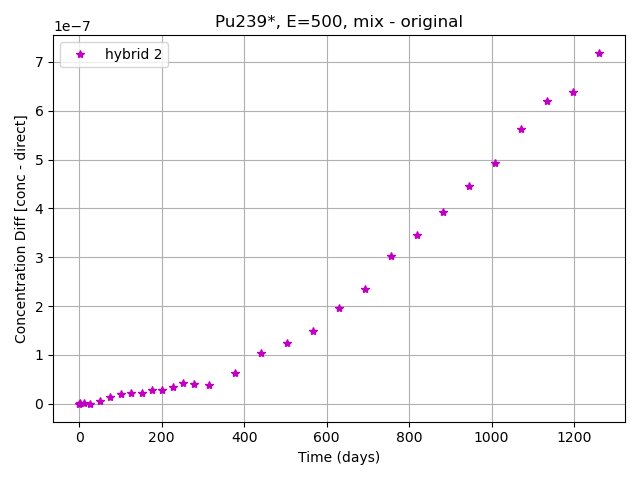 Pu239*, E=500, mix - original
1e−7
hybrid 2
7
6
5
4
3
2
1
0
Concentration Diff [conc - direct]
0 200 400 600 800 1000 1200
Time (days)